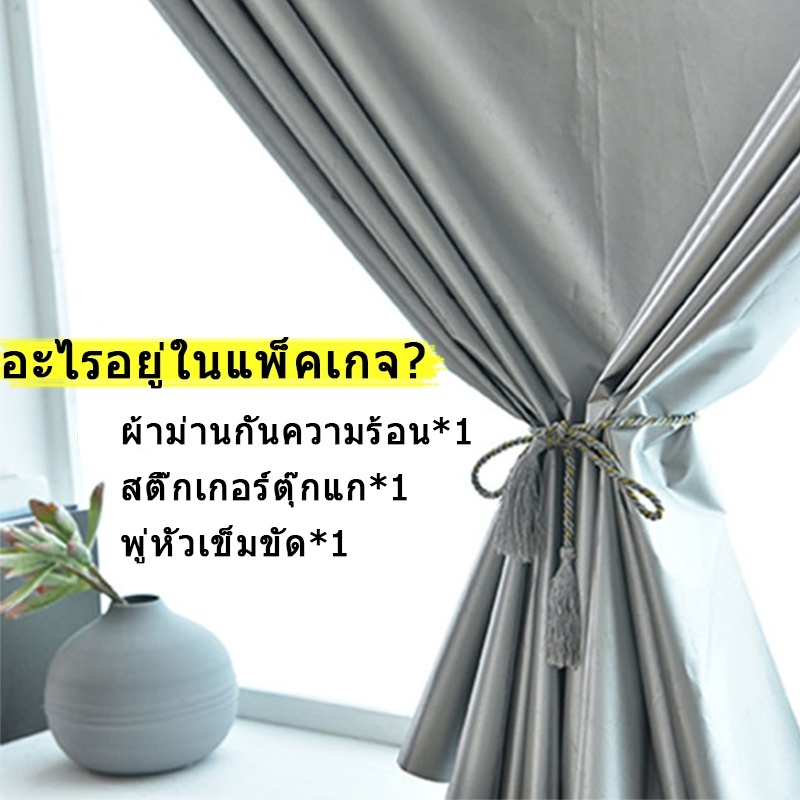 อะไรอยู่ในแพ็คเกจ?
ผ้าม่านกันความร้อน*1
สติ๊กเกอร์ตุ๊กแก*1
พู่หัวเข็มขัด*1